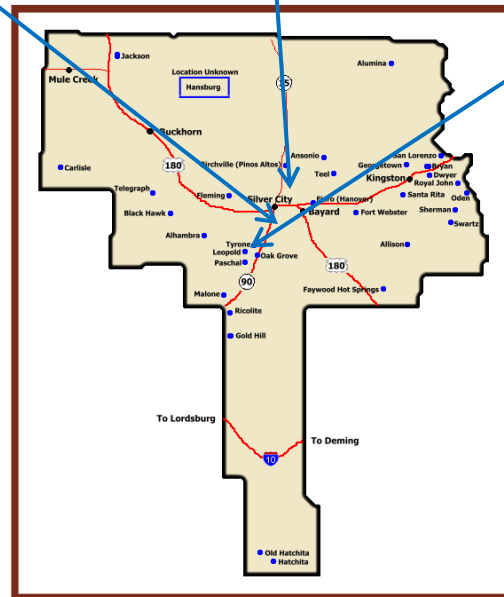 Jackson
Alumina
Location Unknown
Mule Creek
Hansburg
Buckhorn
Ansonio
San Lorenzo
180
Birchville (Pinos Altos)
Georgetown
Bryan
Carlisle
Teel
Dwyer
Kingston
Royal John
Telegraph
Fleming
Santa Rita
Oden
Silver City
Fierro (Hanover)
Black Hawk
Bayard
Fort Webster
Sherman
Swartz
Alhambra
Tyrone
Allison
Leopold
Oak Grove
Paschal
180
90
Faywood Hot Springs
Malone
Ricolite
Gold Hill
To Lordsburg
To Deming
10
Old Hatchita
Hatchita